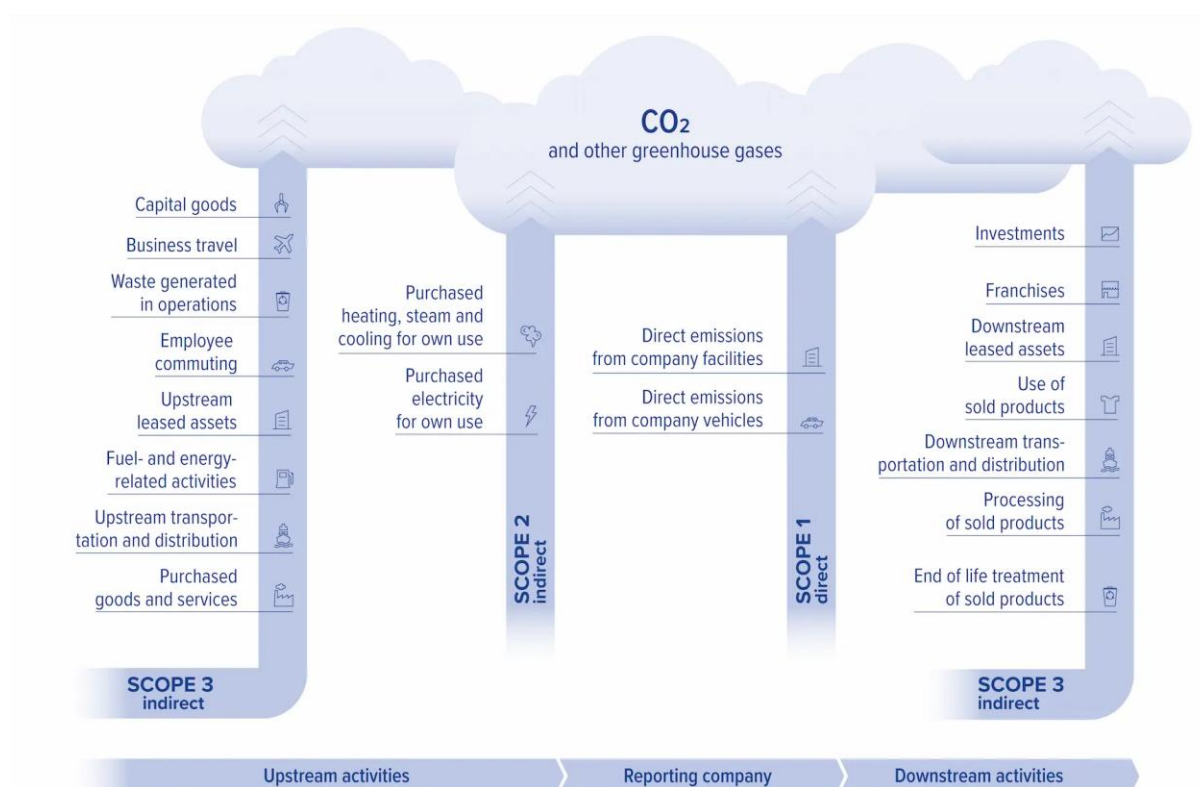 CO₂
and other greenhouse gases
Capital goods
Business travel
Waste generated
in operations
Employee
commuting
Upstream
leased assets
Fuel- and energy-
related activities
Upstream transpor-
tation and distribution
Purchased
goods and services
SCOPE 3
indirect
Purchased
heating, steam and
cooling for own use
Purchased
electricity
for own use
SCOPE 2
indirect
Direct emissions
from company facilities
Direct emissions
from company vehicles
SCOPE 1
direct
Investments
Franchises
Downstream
leased assets
Use of
sold products
Downstream trans-
portation and distribution
Processing
of sold products
End of life treatment
of sold products
SCOPE 3
indirect
Upstream activities
Reporting company
Downstream activities